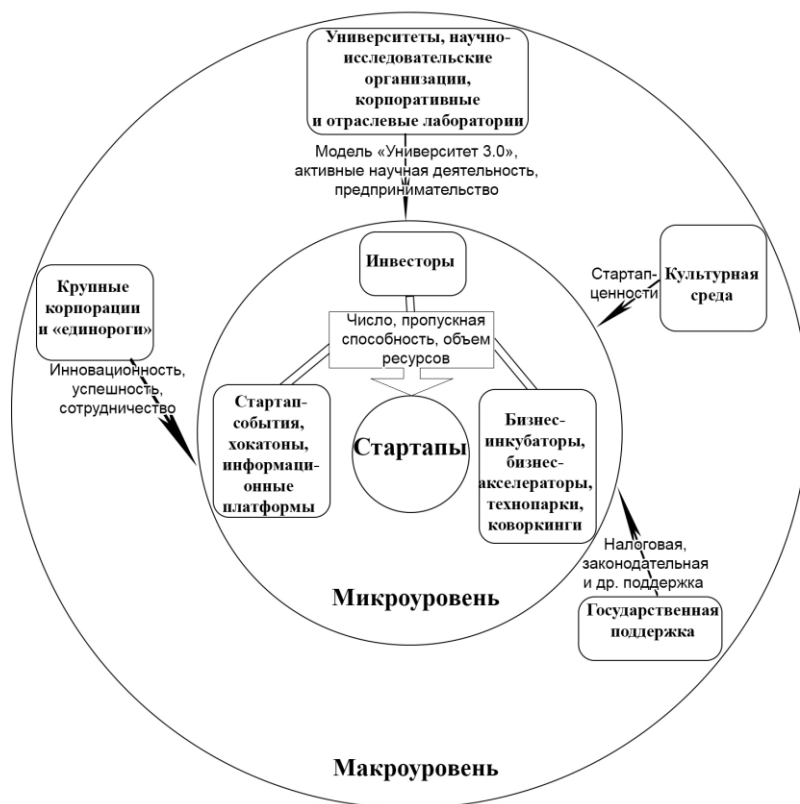 Университеты, научно-
исследовательские
организации,
корпоративные
и отраслевые лаборатории
Модель «Университет 3.0»,
активные научная деятельность,
предпринимательство
Инвесторы
Крупные
корпорации
и «единороги»
Инновационность,
успешность,
сотрудничество
Стартап-
ценности
Культурная
среда
Число, пропускная
способность, объем
ресурсов
Стартап-
события,
хокатоны,
информаци-
онные
платформы
Стартапы
Бизнес-
инкубаторы,
бизнес-
акселераторы,
технопарки,
коворкинги
Налоговая,
законодательная
и др. поддержка
Государственная
поддержка
Микроуровень
Макроуровень